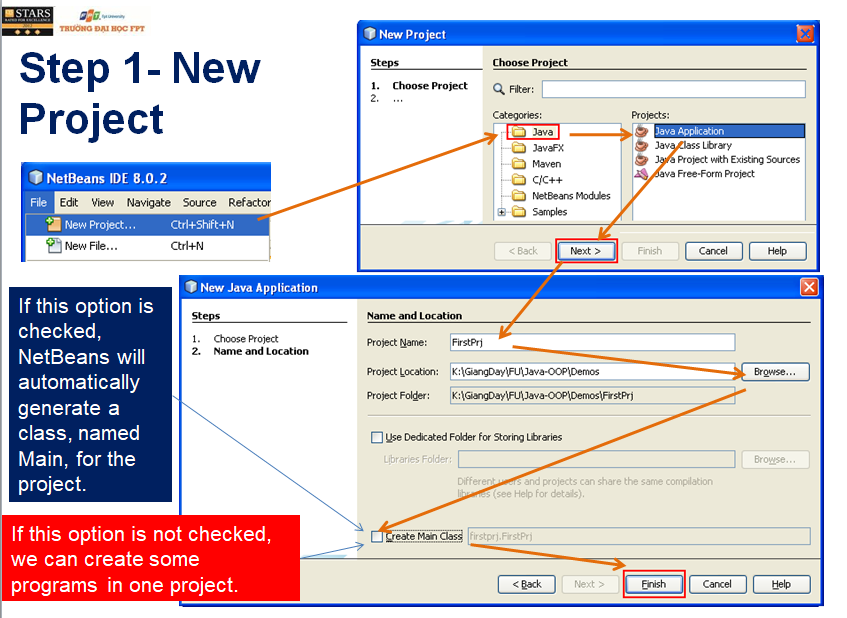 STARS
RATED FOR EXCELLENCE
2012
FPT Fpt University
TRƯỜNG ĐẠI HỌC FPT
Step 1- New
Project
NetBeans IDE 8.0.2
File Edit View Navigate Source Refactor
New Project... Ctrl+Shift+N
New File... Ctrl+N
New Project
Steps
1. Choose Project
2. ...
Choose Project
Filter:
Categories:
Java
JavaFX
Maven
C/C++
NetBeans Modules
Samples
Projects:
Java Application
Java Class Library
Java Project with Existing Sources
Java Free-Form Project
< Back Next > Finish Cancel Help
If this option is
checked,
NetBeans will
automatically
generate a
class, named
Main, for the
project.
If this option is not checked,
we can create some
programs in one project.
New Java Application
Steps
1. Choose Project
2. Name and Location
Name and Location
Project Name: FirstPrj
Project Location: K:\GiangDay\FU\Java-OOP\Demos Browse...
Project Folder: K:\GiangDay\FU\Java-OOP\Demos\FirstPrj
Use Dedicated Folder for Storing Libraries
Libraries Folder: Browse...
Different users and projects can share the same compilation
libraries (see Help for details).
Create Main Class firstprj.FirstPrj
< Back Next > Finish Cancel Help